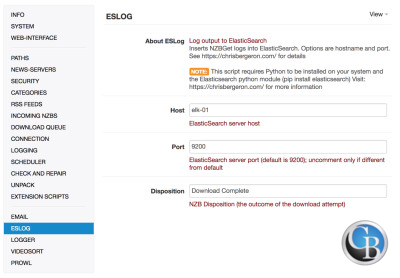 INFO
SYSTEM
WEB-INTERFACE
PATHS
NEWS-SERVERS
SECURITY
CATEGORIES
RSS FEEDS
INCOMING NZBS
DOWNLOAD QUEUE
CONNECTION
LOGGING
SCHEDULER
CHECK AND REPAIR
UNPACK
EXTENSION SCRIPTS
EMAIL
ESLOG
LOGGER
VIDEOSORT
PROWL
ESLOG
View
About ESLog
Log output to ElasticSearch
Inserts NZBGet logs into ElasticSearch. Options are hostname and port.
See https://chrisbergeron.com/ for details
NOTE: This script requires Python to be installed on your system and
the Elasticsearch python module (pip install elasticsearch) Visit:
https://chrisbergeron.com/ for more information
Host
elk-01
ElasticSearch server host
Port
9200
ElasticSearch server port (default is 9200); uncomment only if different
from default
Disposition
Download Complete
NZB Disposition (the outcome of the download attempt)
CB